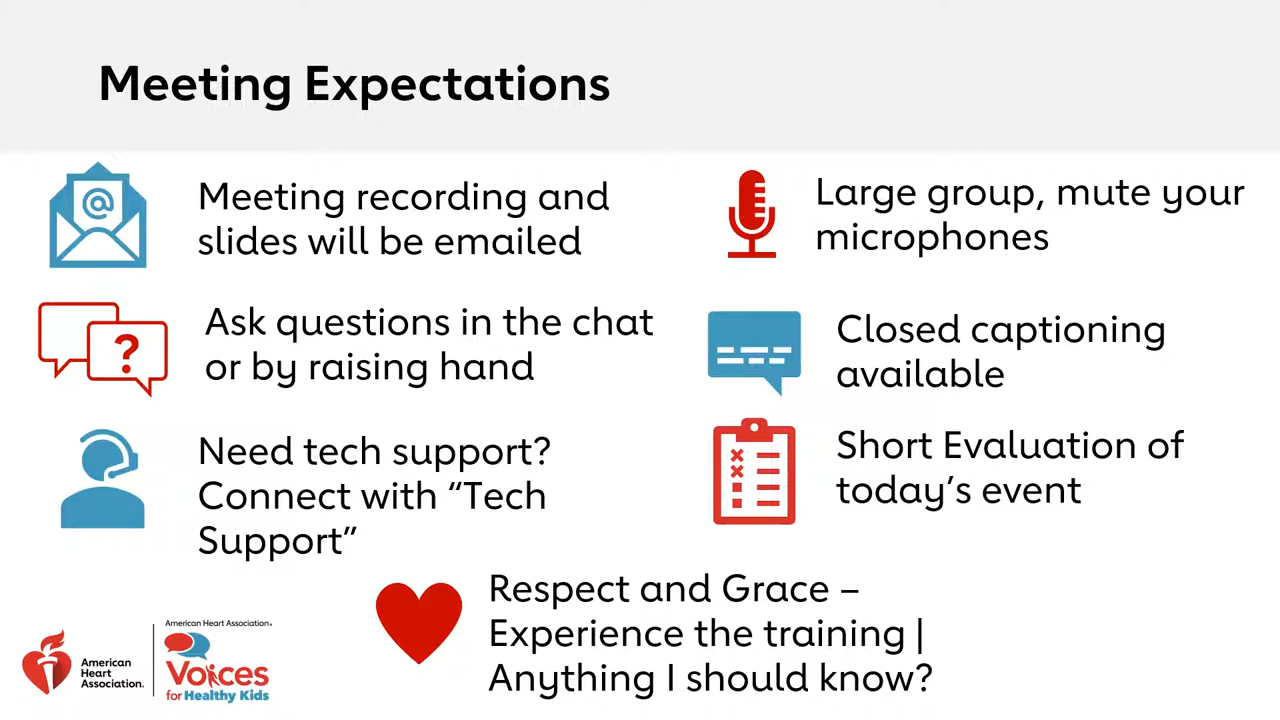 Meeting Expectations
@
Meeting recording and
slides will be emailed
Large group, mute your
microphones
?
Ask questions in the chat
or by raising hand
Closed captioning
available
Need tech support?
Connect with “Tech
Support”
Short Evaluation of
today’s event
Respect and Grace –
Experience the training |
Anything I should know?
American
Heart
Association.
American Heart Association®
Voices
for Healthy Kids